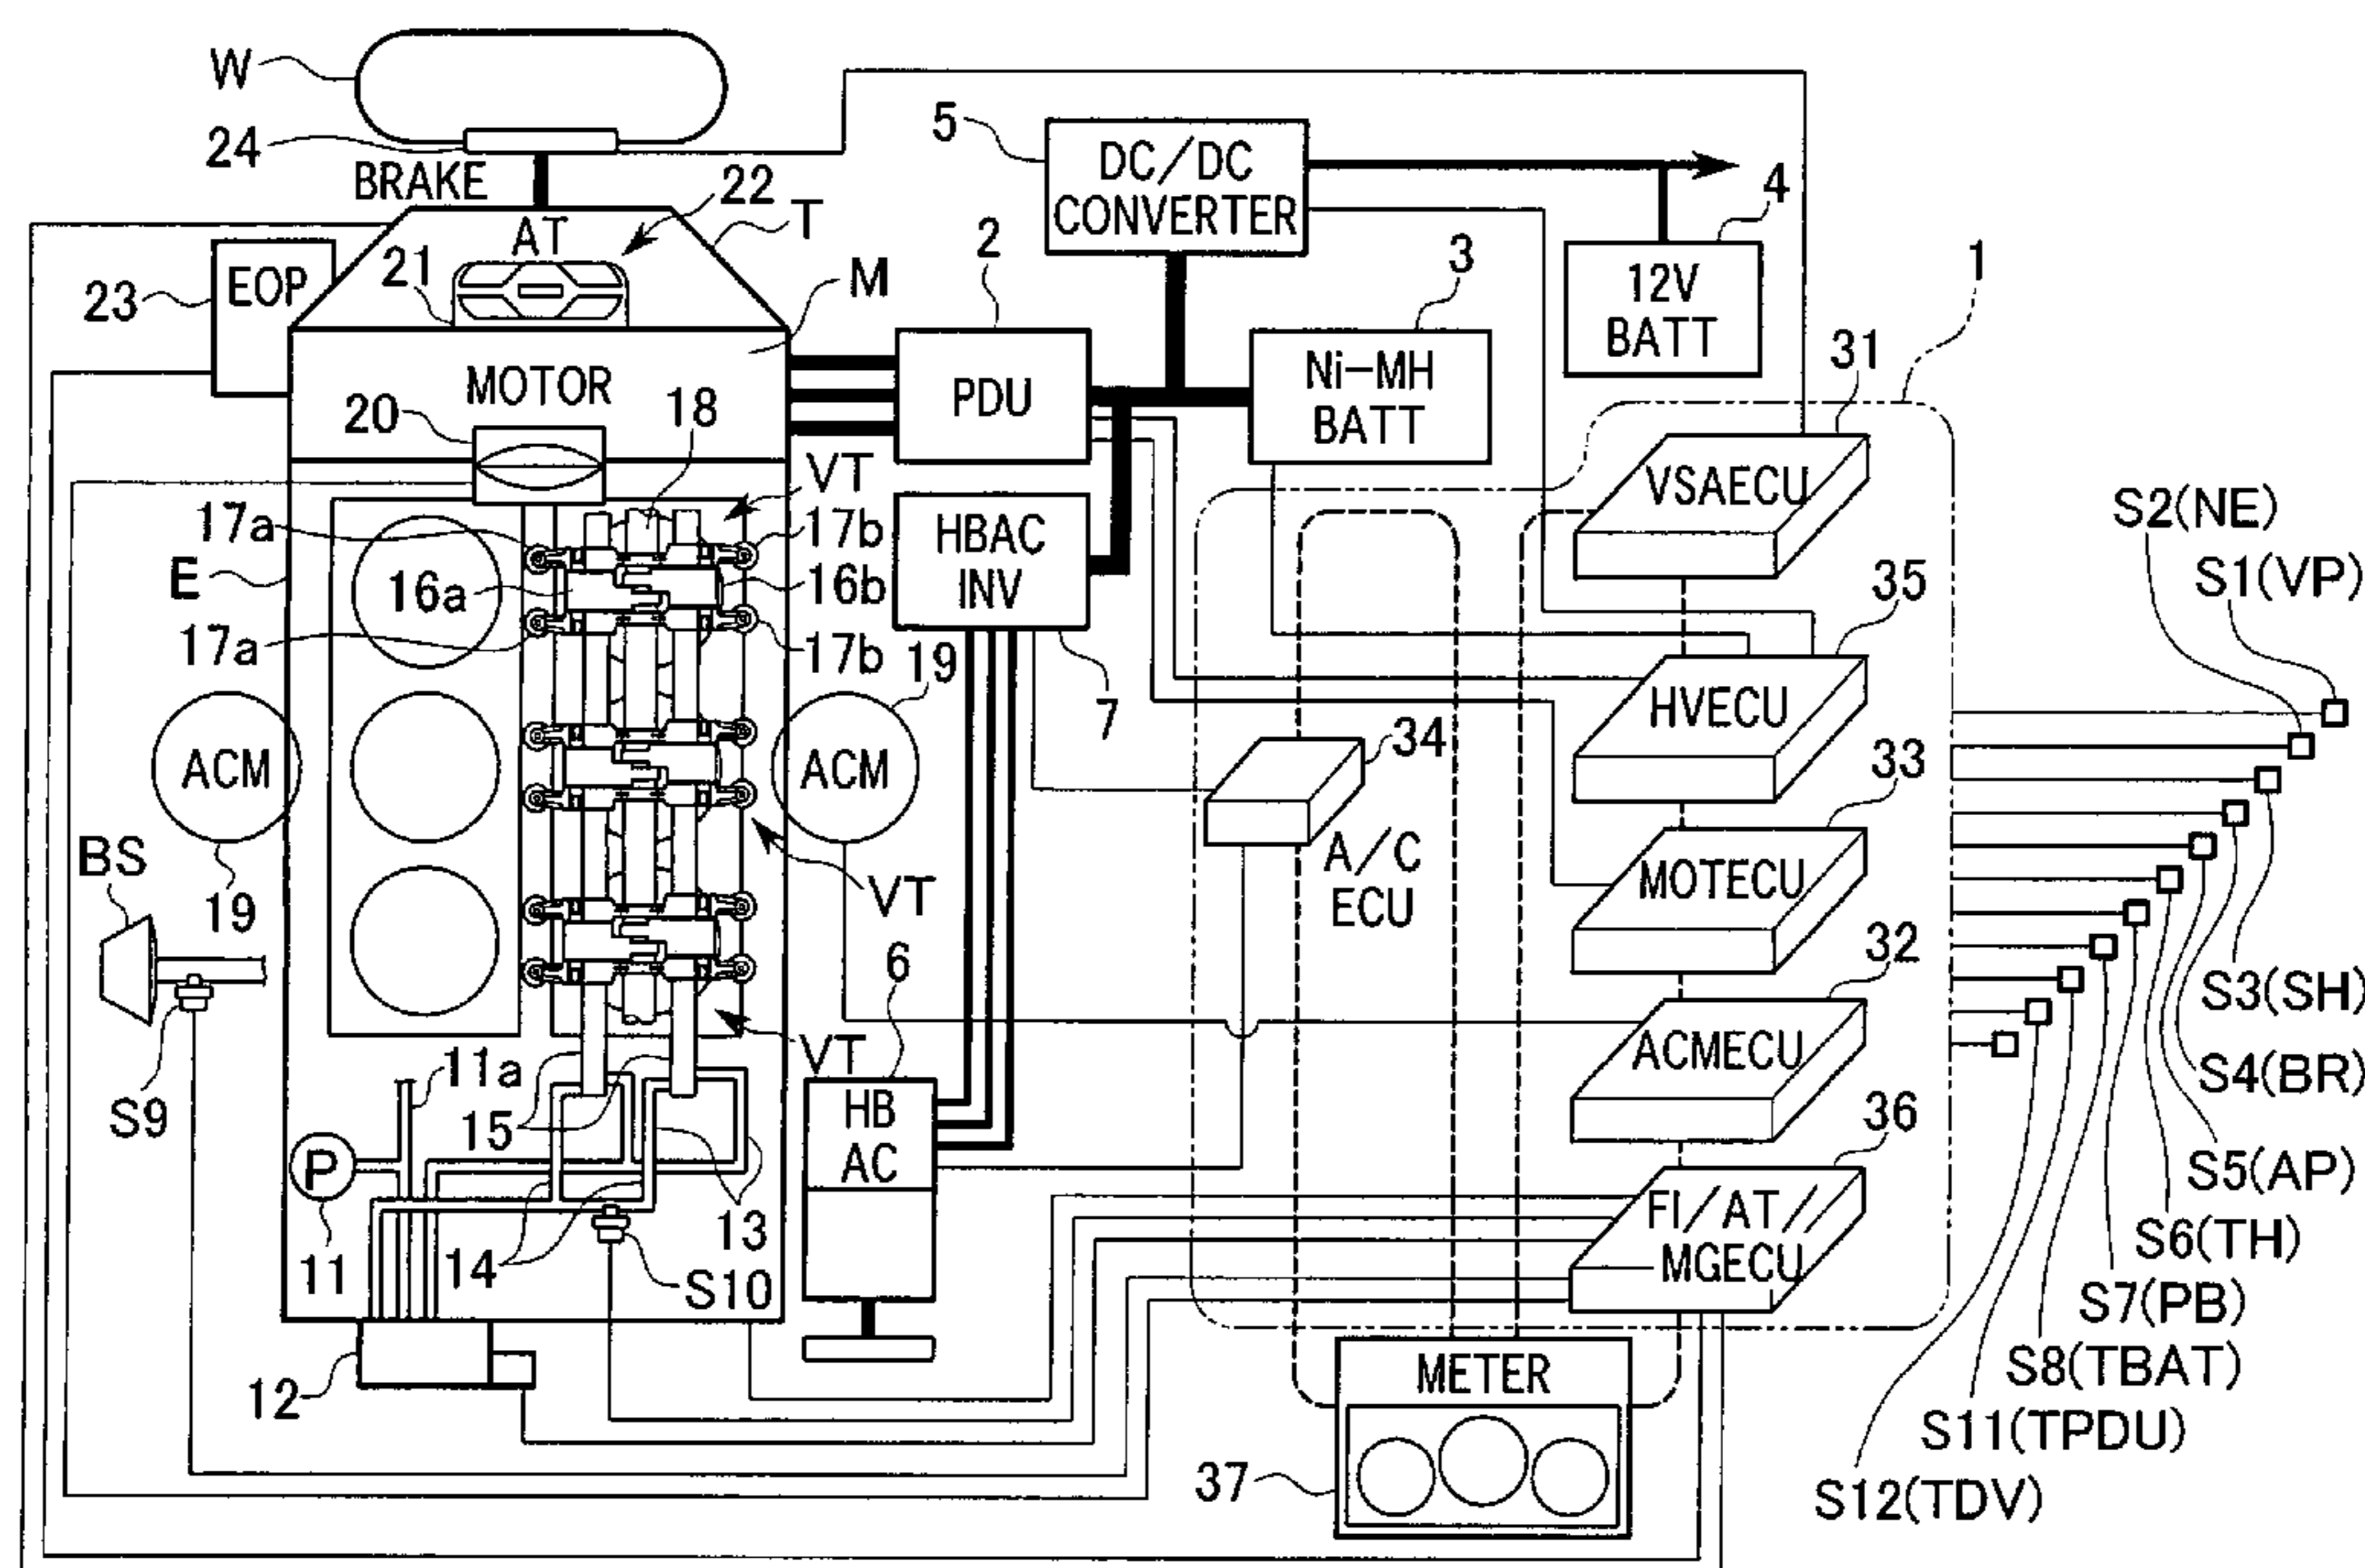 W
24
BRAKE
22
T
AT
21
EOP
23
M
MOTOR
20
18
2
PDU
5
DC/DC
CONVERTER
4
12V
BATT
3
Ni-MH
BATT
1
31
VSAECU
VT
17a
17b
E
16a
16b
17a
17b
HBAC
INV
7
35
HVECU
S2(NE)
S1(VP)
19
ACM
ACM
19
34
A/C
ECU
33
MOTECU
BS
VT
6
32
ACMECU
S3(SH)
S4(BR)
S9
11a
VT
15
HB
AC
36
FI/AT/
MGECU
S5(AP)
P
11
14
13
S10
S6(TH)
S7(PB)
12
METER
S8(TBAT)
S11(TPDU)
37
S12(TDV)